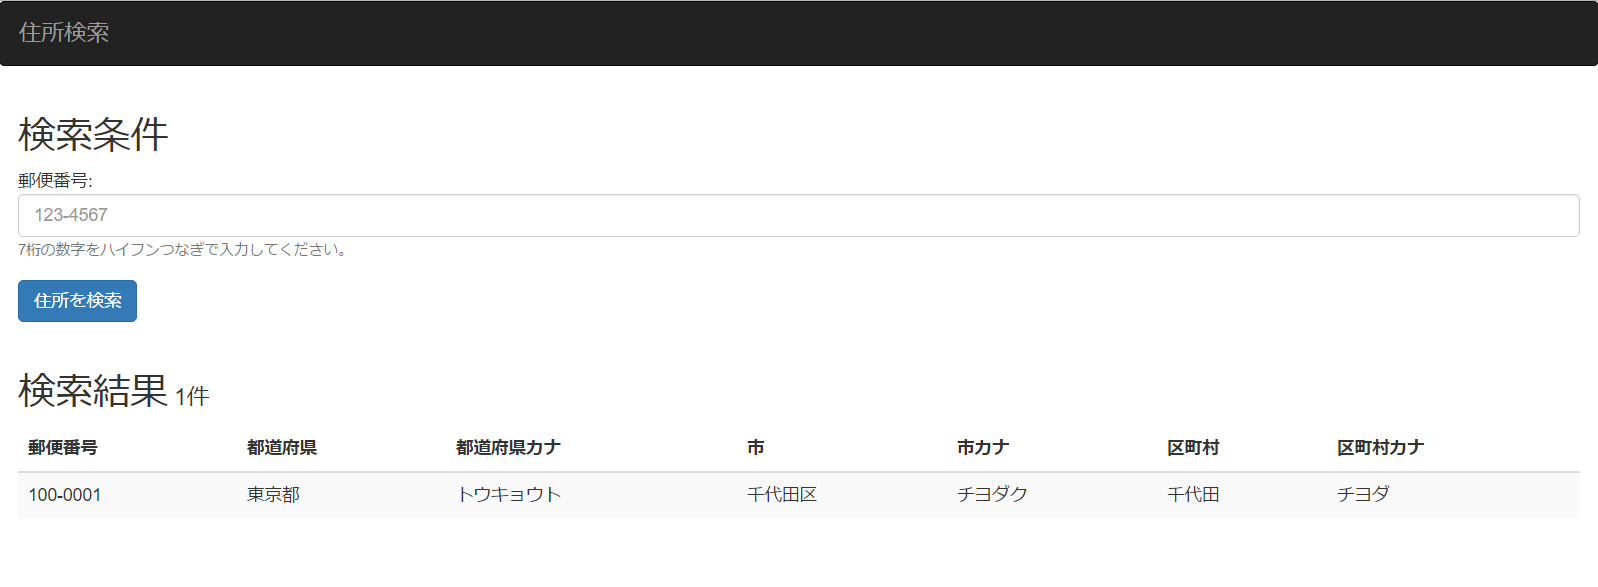 住所検索
検索条件
郵便番号:
123-4567
7桁の数字をハイフンつなぎで入力してください。
住所を検索
検索結果 1件
郵便番号 都道府県 都道府県カナ 市 市カナ 区町村 区町村カナ
100-0001 東京都 トウキョウト 千代田区 チヨダク 千代田 チヨダ